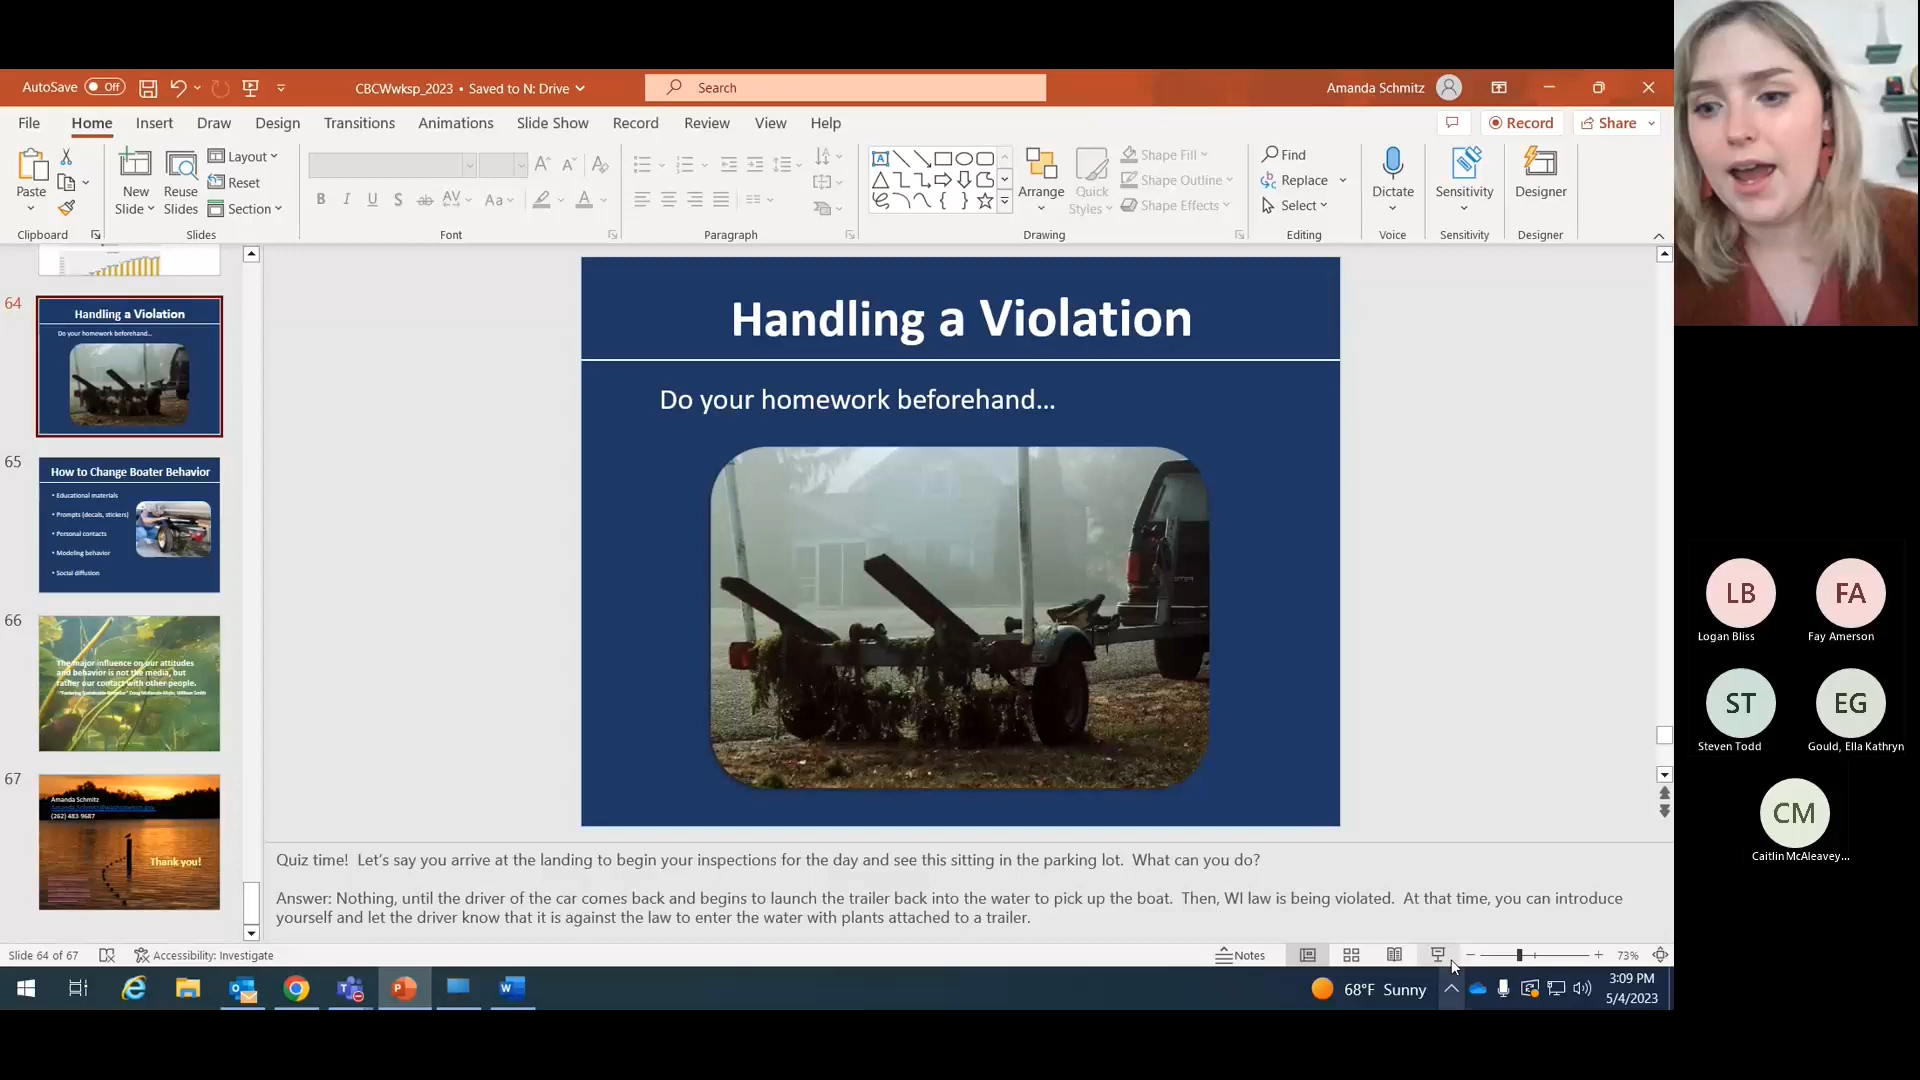 AutoSave Off
CBCWwksp_2023 • Saved to N: Drive
Search
Amanda Schmitz
File Home Insert Draw Design Transitions Animations Slide Show Record Review View Help
Record
Share
Paste
New Slide
Reuse Slides
Layout
Reset
Section
B I U S ab AV Aa A
Arrange
Quick Styles
Shape Fill
Shape Outline
Shape Effects
Find
Replace
Select
Dictate
Sensitivity
Designer
Clipboard Slides Font Paragraph Drawing Editing Voice Sensitivity Designer
64
Handling a Violation
Do your homework beforehand...
65
How to Change Boater Behavior
• Educational materials
• Prompts (decals, stickers)
• Personal contacts
• Modeling behavior
• Social diffusion
66
The major influence on our attitudes
and behavior is not the media, but
rather our contact with other people.
67
Amanda Schmitz
(262) 483-9687
Thank you!
Handling a Violation
Do your homework beforehand...
Quiz time!  Let's say you arrive at the landing to begin your inspections for the day and see this sitting in the parking lot.  What can you do?
Answer: Nothing, until the driver of the car comes back and begins to launch the trailer back into the water to pick up the boat.  Then, WI law is being violated.  At that time, you can introduce
yourself and let the driver know that it is against the law to enter the water with plants attached to a trailer.
Slide 64 of 67
Accessibility: Investigate
Notes
73%
68°F Sunny
3:09 PM
5/4/2023
LB
Logan Bliss
FA
Fay Amerson
ST
Steven Todd
EG
Gould, Ella Kathryn
CM
Caitlin McAleavey...